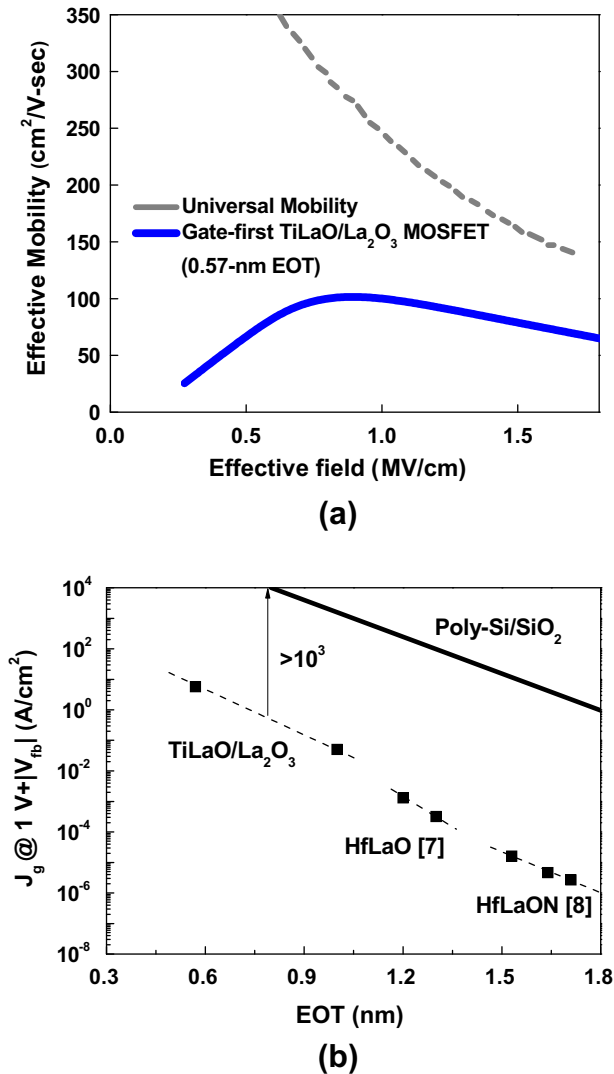 350
300
250
200
150
100
50
0
Effective Mobility (cm²/V-sec)
Universal Mobility
Gate-first TiLaO/La₂O₃ MOSFET
(0.57-nm EOT)
0.0 0.5 1.0 1.5
Effective field (MV/cm)
(a)
10⁴
10²
10⁰
10⁻²
10⁻⁴
10⁻⁶
10⁻⁸
J_g @ 1 V+|V_fb| (A/cm²)
Poly-Si/SiO₂
>10³
TiLaO/La₂O₃
HfLaO [7]
HfLaON [8]
0.3 0.6 0.9 1.2 1.5 1.8
EOT (nm)
(b)